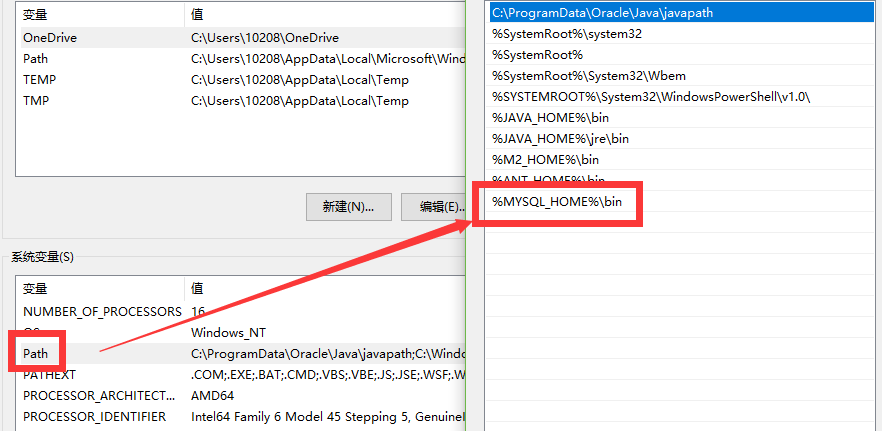 变量 值
OneDrive C:\Users\10208\OneDrive
Path C:\Users\10208\AppData\Local\Microsoft\Wind
TEMP C:\Users\10208\AppData\Local\Temp
TMP C:\Users\10208\AppData\Local\Temp
新建(N)... 编辑(E)..
系统变量(S)
变量 值
NUMBER_OF_PROCESSORS 16
OS Windows_NT
Path C:\ProgramData\Oracle\Java\javapath;C:\Windo
PATHEXT .COM;.EXE;.BAT;.CMD;.VBS;.VBE;.JS;.JSE;.WSF;.W
PROCESSOR_ARCHITECT... AMD64
PROCESSOR_IDENTIFIER Intel64 Family 6 Model 45 Stepping 5, GenuineI
C:\ProgramData\Oracle\Java\javapath
%SystemRoot%\system32
%SystemRoot%
%SystemRoot%\System32\Wbem
%SYSTEMROOT%\System32\WindowsPowerShell\v1.0\
%JAVA_HOME%\bin
%JAVA_HOME%\jre\bin
%M2_HOME%\bin
%ANT_HOME%\bin
%MYSQL_HOME%\bin